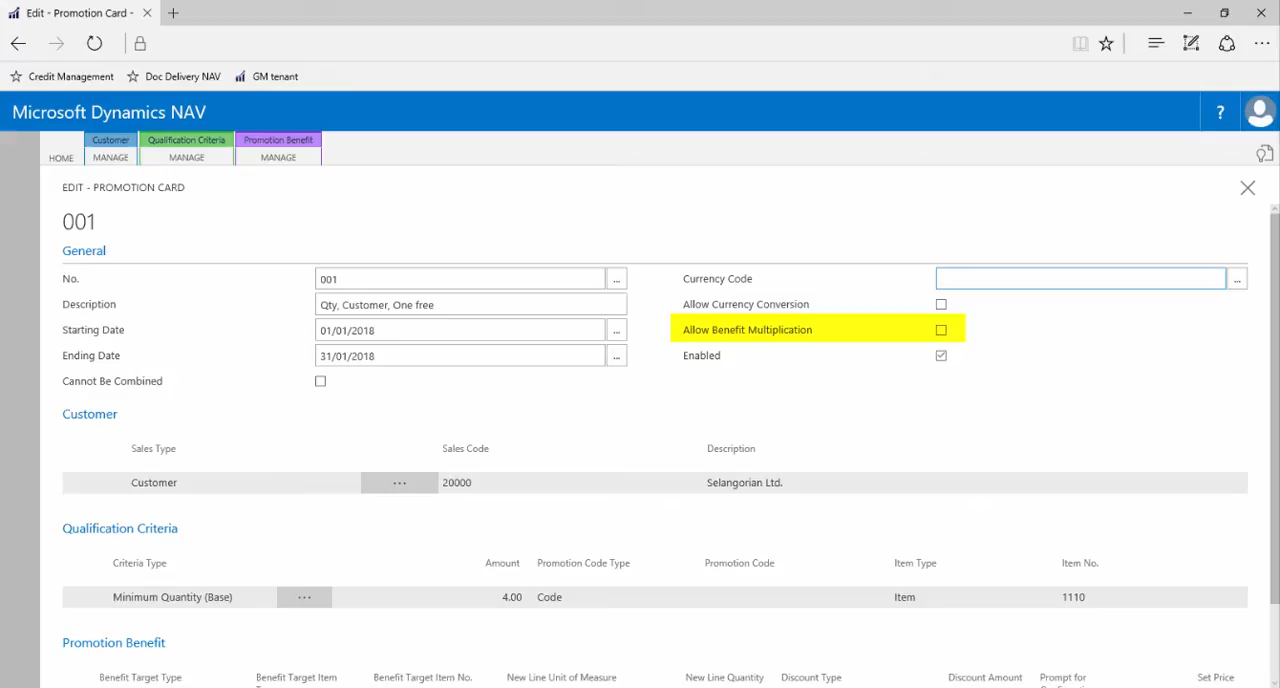 Edit - Promotion Card -
Credit Management Doc Delivery NAV GM tenant
Microsoft Dynamics NAV ?
Customer Qualification Criteria Promotion Benefit
HOME MANAGE MANAGE MANAGE
EDIT - PROMOTION CARD
001
General
No. 001 ... Currency Code ...
Description Qty, Customer, One free Allow Currency Conversion
Starting Date 01/01/2018 ... Allow Benefit Multiplication
Ending Date 31/01/2018 ... Enabled
Cannot Be Combined
Customer
Sales Type Sales Code Description
Customer ... 20000 Selangorian Ltd.
Qualification Criteria
Criteria Type Amount Promotion Code Type Promotion Code Item Type Item No.
Minimum Quantity (Base) ... 4.00 Code Item 1110
Promotion Benefit
Benefit Target Type Benefit Target Item Benefit Target Item No. New Line Unit of Measure New Line Quantity Discount Type Discount Amount Prompt for Set Price